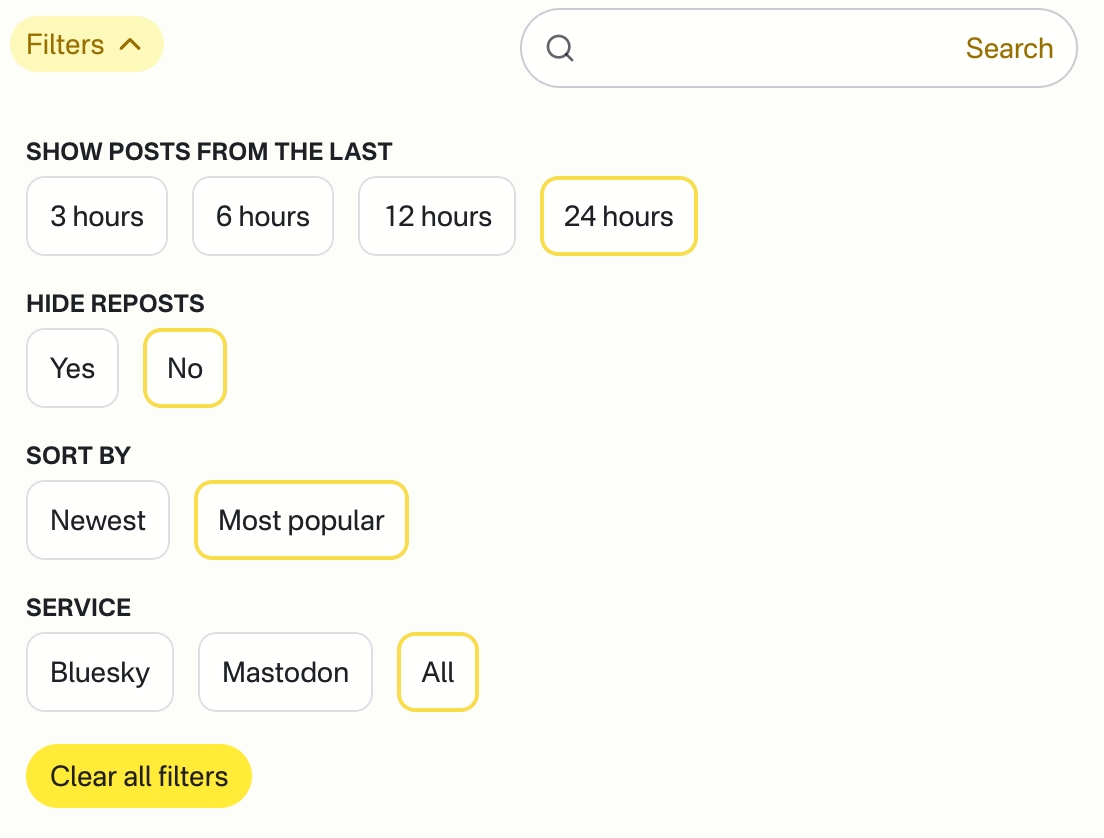 Filters
Search
SHOW POSTS FROM THE LAST
3 hours 6 hours 12 hours 24 hours
HIDE REPOSTS
Yes No
SORT BY
Newest Most popular
SERVICE
Bluesky Mastodon All
Clear all filters